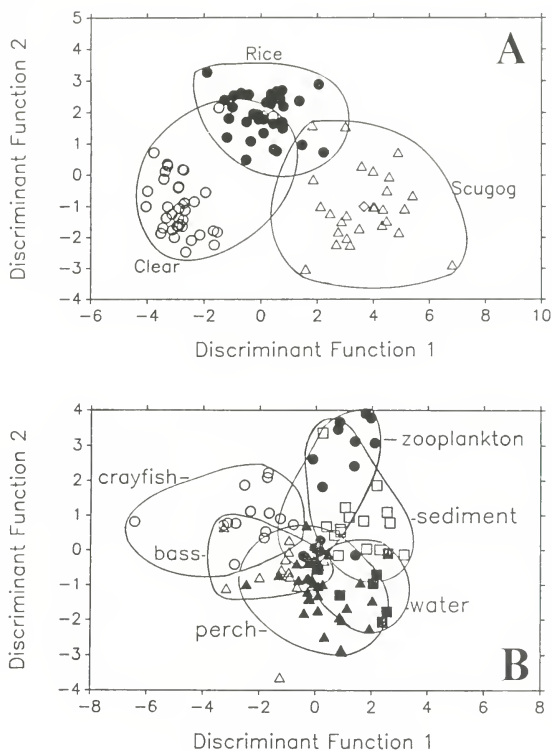 A
Rice
Scugog
Clear
5
4
3
2
1
0
-1
-2
-3
-4
-6 -4 -2 0 2 4 6 8 10
Discriminant Function 2
Discriminant Function 1
B
zooplankton
crayfish
sediment
bass
water
perch
4
3
2
1
0
-1
-2
-3
-4
-8 -6 -4 -2 0 2 4 6 8
Discriminant Function 2
Discriminant Function 1